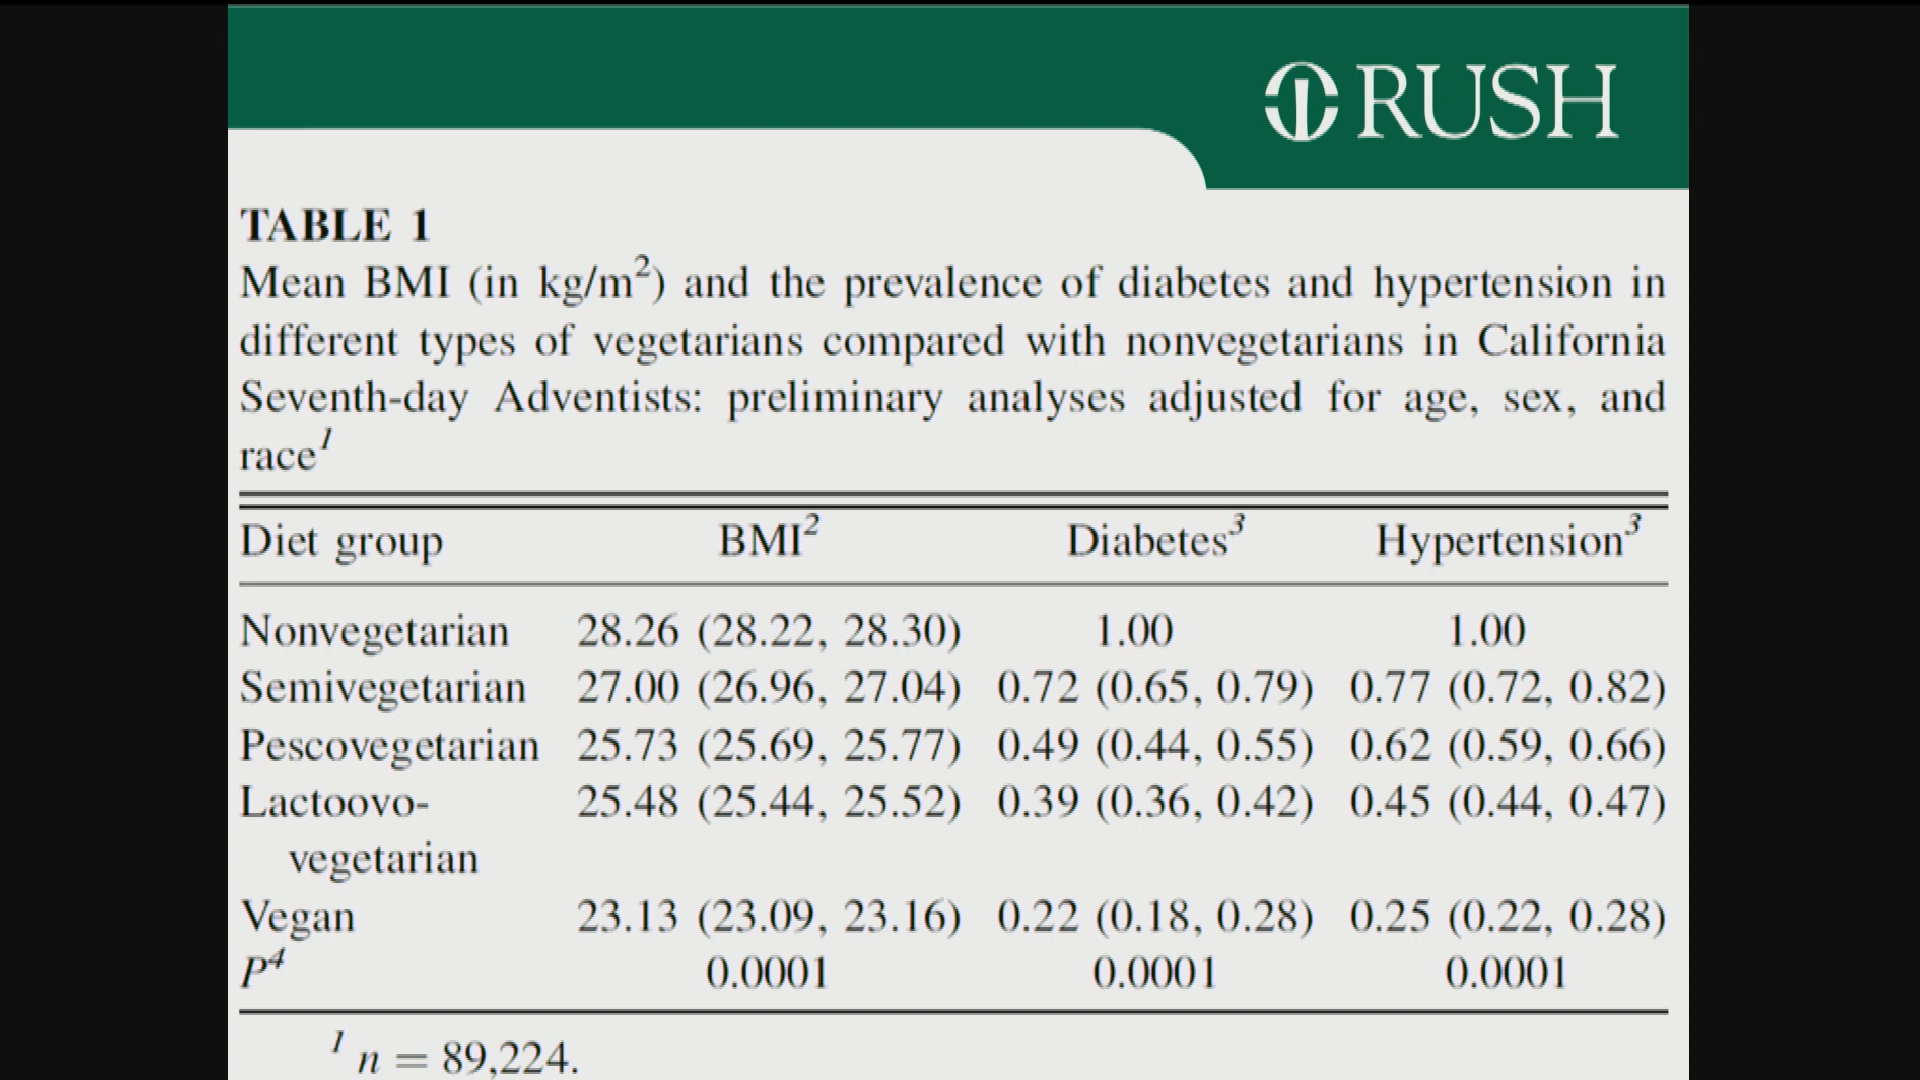 RUSH
TABLE 1
Mean BMI (in kg/m²) and the prevalence of diabetes and hypertension in
different types of vegetarians compared with nonvegetarians in California
Seventh-day Adventists: preliminary analyses adjusted for age, sex, and
race¹
Diet group BMI² Diabetes³ Hypertension³
Nonvegetarian 28.26 (28.22, 28.30) 1.00 1.00
Semivegetarian 27.00 (26.96, 27.04) 0.72 (0.65, 0.79) 0.77 (0.72, 0.82)
Pescovegetarian 25.73 (25.69, 25.77) 0.49 (0.44, 0.55) 0.62 (0.59, 0.66)
Lactoovo- 25.48 (25.44, 25.52) 0.39 (0.36, 0.42) 0.45 (0.44, 0.47)
vegetarian
Vegan 23.13 (23.09, 23.16) 0.22 (0.18, 0.28) 0.25 (0.22, 0.28)
P⁴ 0.0001 0.0001 0.0001
¹ n = 89,224.